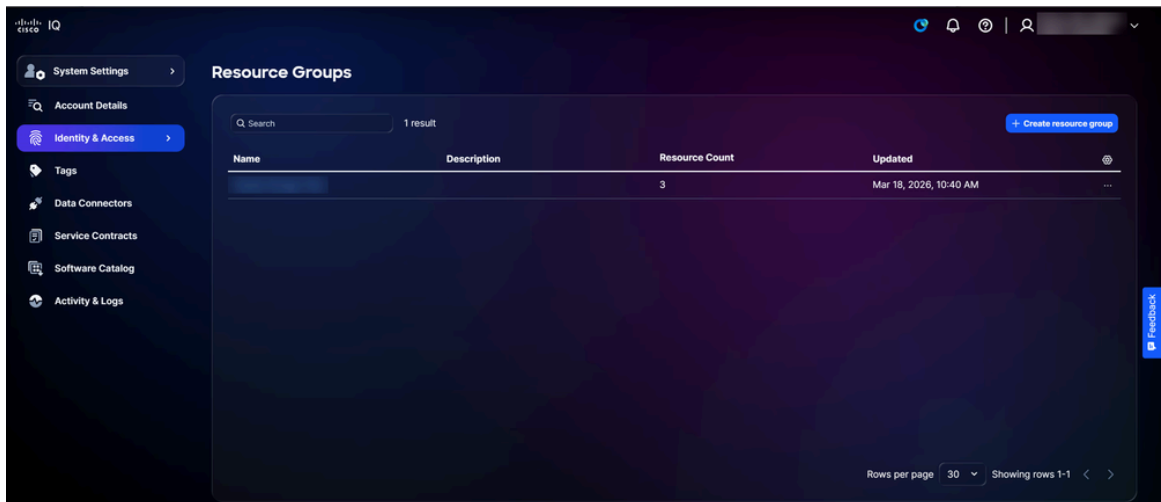 cisco IQ
System Settings
Account Details
Identity & Access
Tags
Data Connectors
Service Contracts
Software Catalog
Activity & Logs
Resource Groups
Search 1 result + Create resource group
Name Description Resource Count Updated
3 Mar 18, 2026, 10:40 AM ...
Rows per page 30 Showing rows 1-1
Feedback